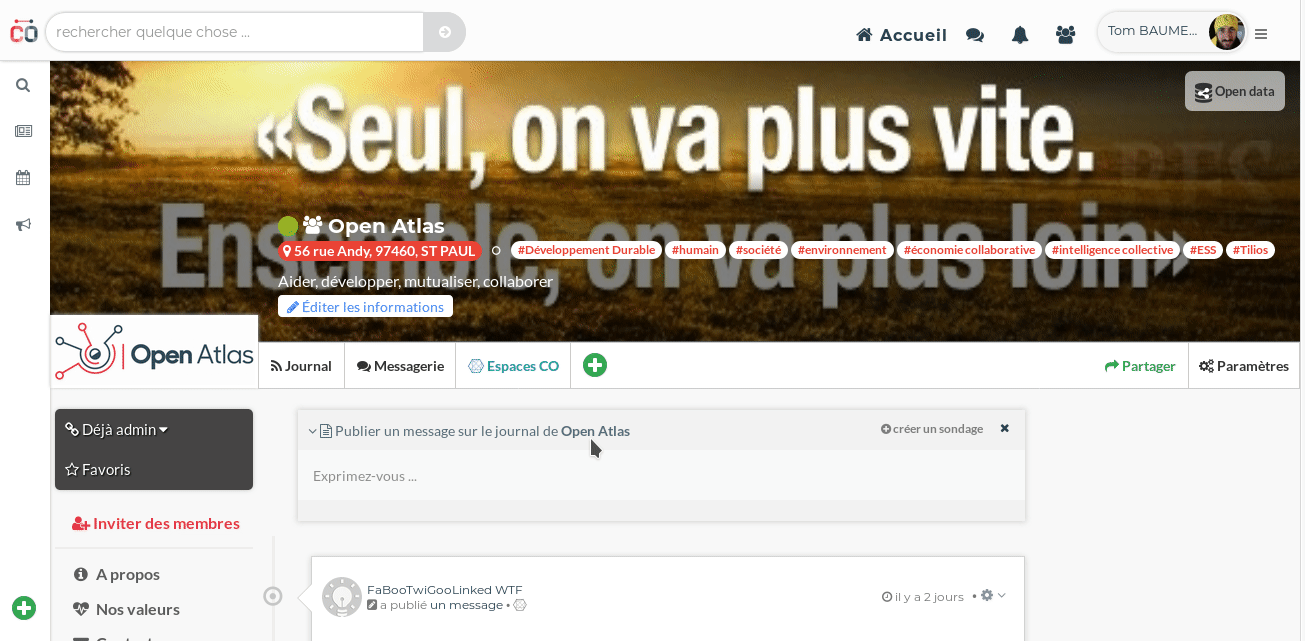 CO
rechercher quelque chose ...
Accueil
Tom BAUME...
Open data
«Seul, on va plus vite.
Ensemble, on va plus loin»
Open Atlas
56 rue Andy, 97460, ST PAUL
#Développement Durable #humain #société #environnement #économie collaborative #intelligence collective #ESS #Tilios
Aider, développer, mutualiser, collaborer
Éditer les informations
Open Atlas
Journal
Messagerie
Espaces CO
Partager
Paramètres
Déjà admin
Favoris
Inviter des membres
A propos
Nos valeurs
Publier un message sur le journal de Open Atlas
créer un sondage
Exprimez-vous ...
FaBooTwiGooLinked WTF
a publié un message •
il y a 2 jours •